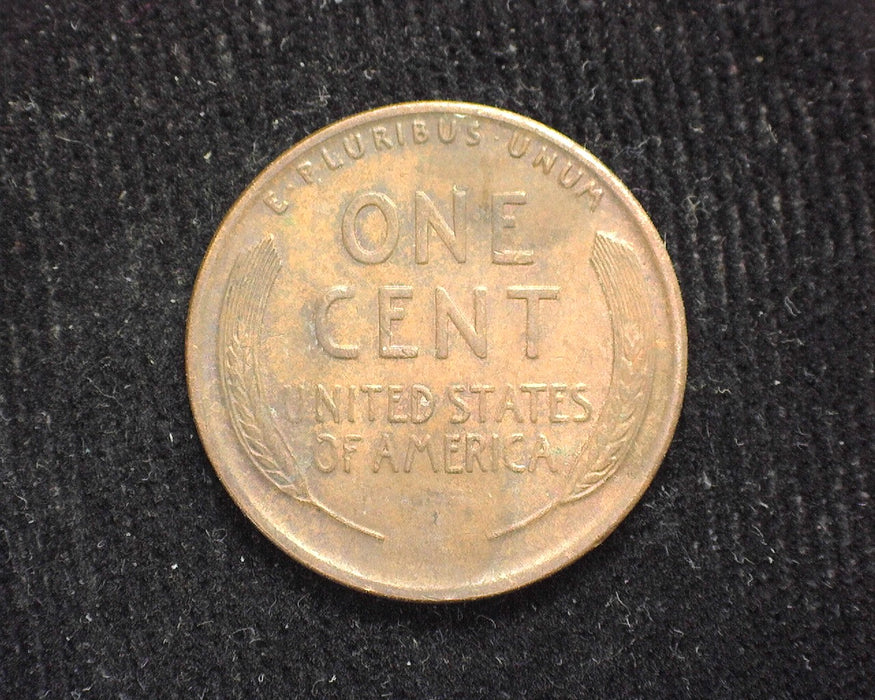 E·PLURIBUS·UNUM
ONE
CENT
UNITED STATES
OF AMERICA